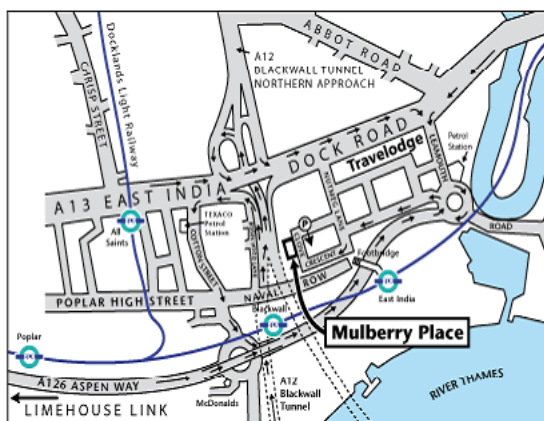 Docklands Light Railway
CRISP STREET
A12
BLACKWALL TUNNEL
NORTHERN APPROACH
ABBOT ROAD
A13 EAST INDIA
DOCK ROAD
Travelodge
Petrol
Station
LEAMOUTH
ROAD
NUTMEG LANE
TEXACO
Petrol
Station
COTTON STREET
All
Saints
P
CLOVE
CRESCENT
Footbridge
POPLAR HIGH STREET
NAVAL
ROW
Blackwall
East India
Mulberry Place
Poplar
A126 ASPEN WAY
LIMEHOUSE LINK
McDonalds
A12
Blackwall
Tunnel
RIVER THAMES